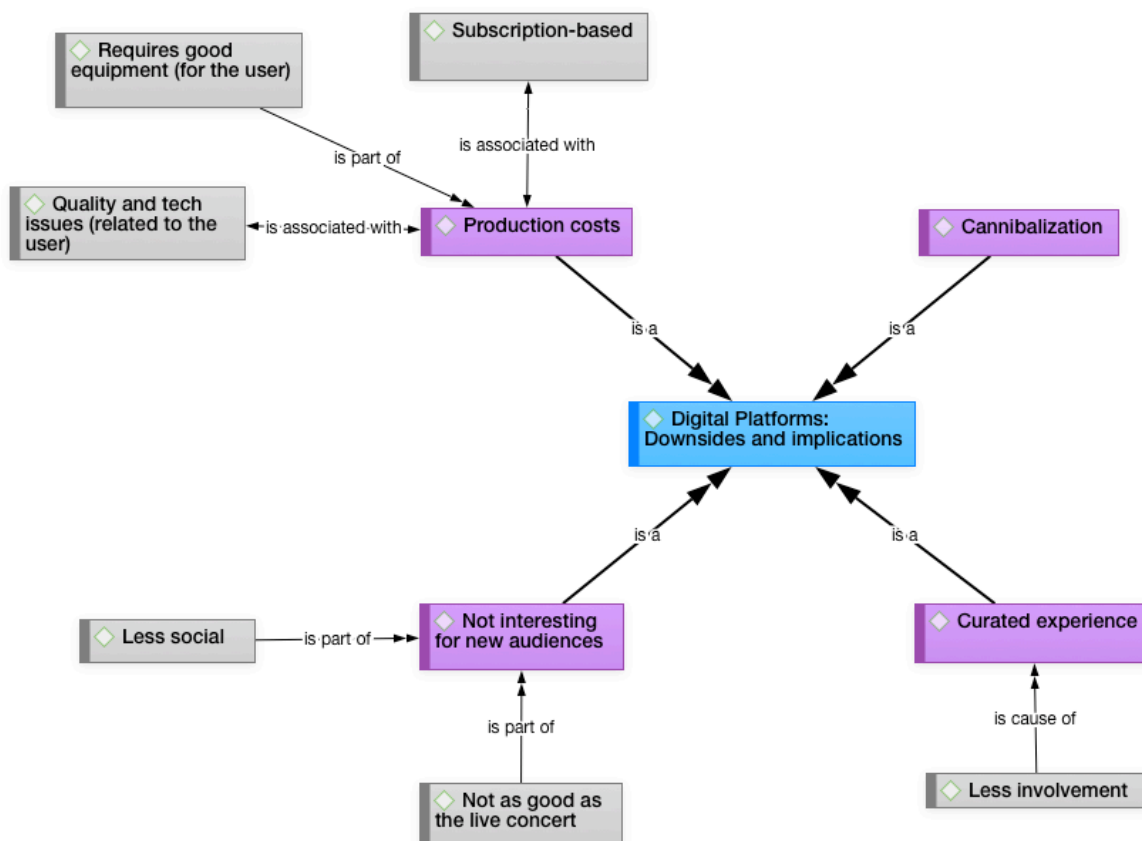 Requires good
equipment (for the user)
Subscription-based
is part of
is associated with
Quality and tech
issues (related to the
user)
is associated with
Production costs
Cannibalization
is a
is a
Digital Platforms:
Downsides and implications
is a
is a
Less social
is part of
Not interesting
for new audiences
Curated experience
is part of
is cause of
Not as good as
the live concert
Less involvement